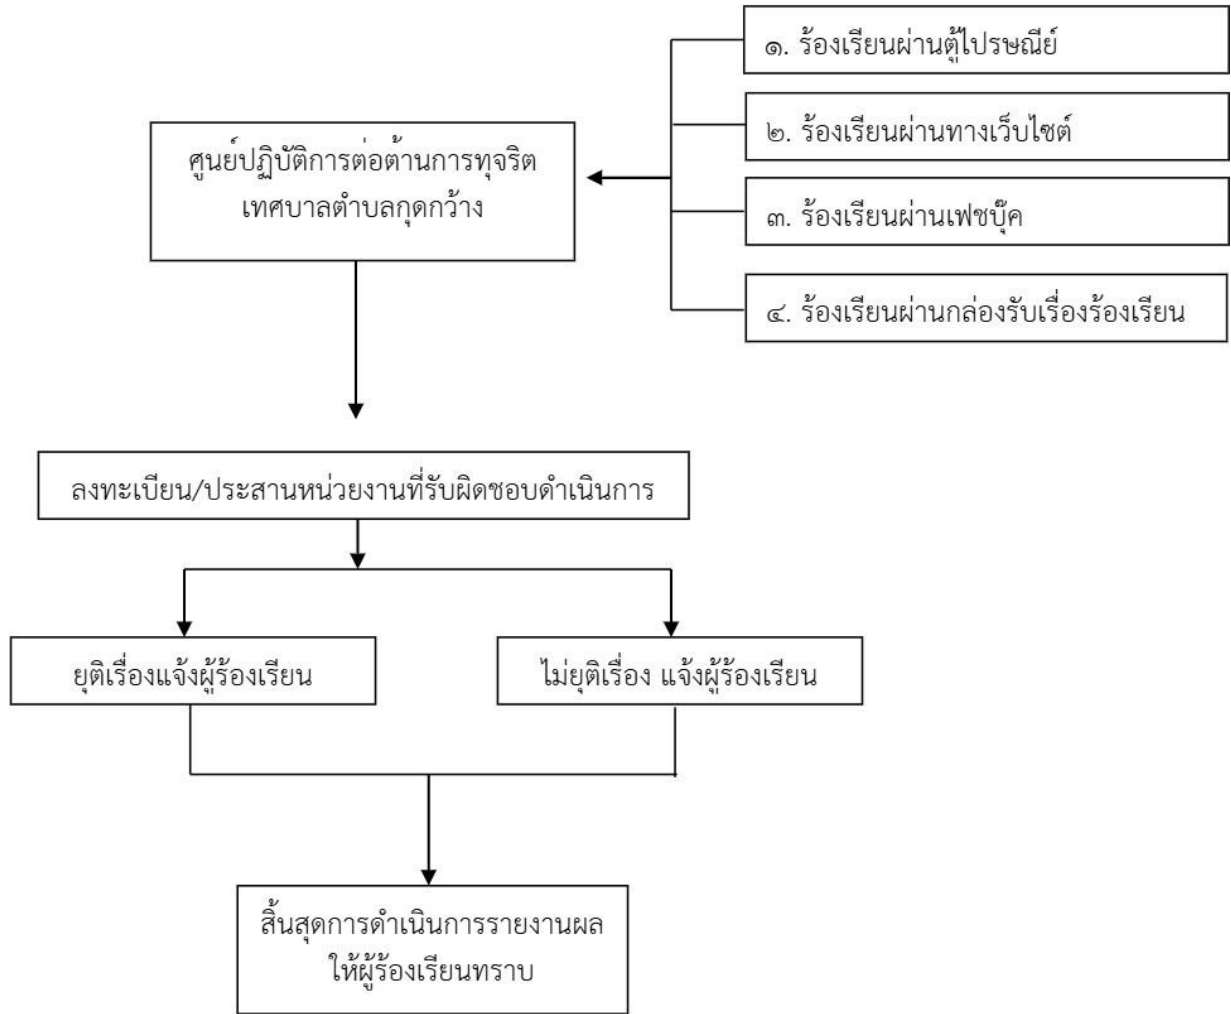 ๑. ร้องเรียนผ่านตู้ไปรษณีย์
๒. ร้องเรียนผ่านทางเว็บไซต์
ศูนย์ปฏิบัติการต่อต้านการทุจริต
เทศบาลตำบลกุดกว้าง
๓. ร้องเรียนผ่านเฟซบุ๊ค
๔. ร้องเรียนผ่านกล่องรับเรื่องร้องเรียน
ลงทะเบียน/ประสานหน่วยงานที่รับผิดชอบดำเนินการ
ยุติเรื่องแจ้งผู้ร้องเรียน
ไม่ยุติเรื่อง แจ้งผู้ร้องเรียน
สิ้นสุดการดำเนินการรายงานผล
ให้ผู้ร้องเรียนทราบ